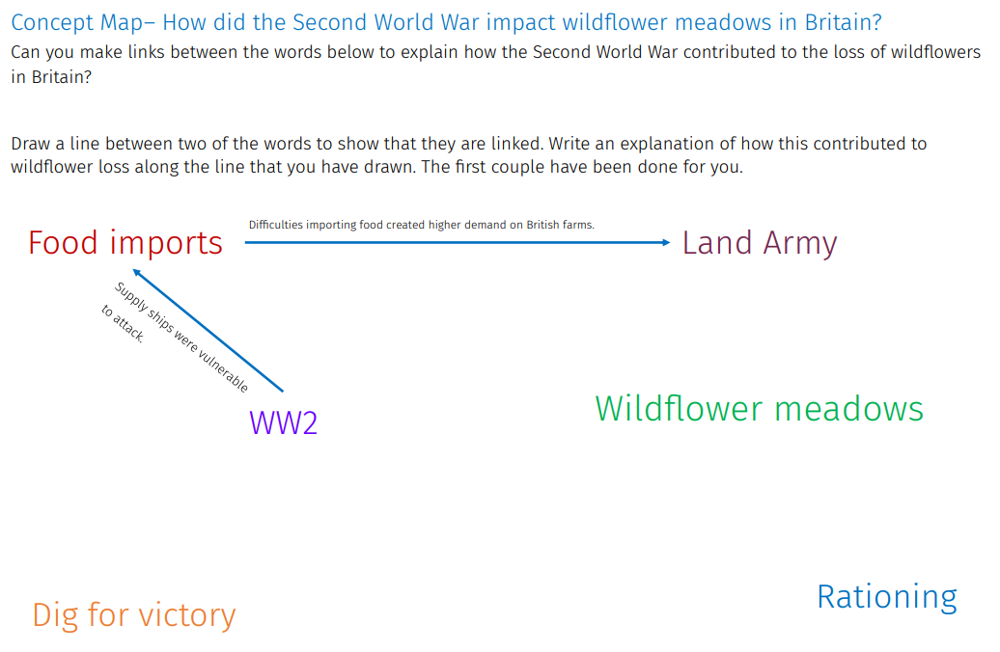 Concept Map– How did the Second World War impact wildflower meadows in Britain?
Can you make links between the words below to explain how the Second World War contributed to the loss of wildflowers
in Britain?
Draw a line between two of the words to show that they are linked. Write an explanation of how this contributed to
wildflower loss along the line that you have drawn. The first couple have been done for you.
Difficulties importing food created higher demand on British farms.
Food imports
Land Army
Supply ships were vulnerable
to attack.
Wildflower meadows
WW2
Rationing
Dig for victory